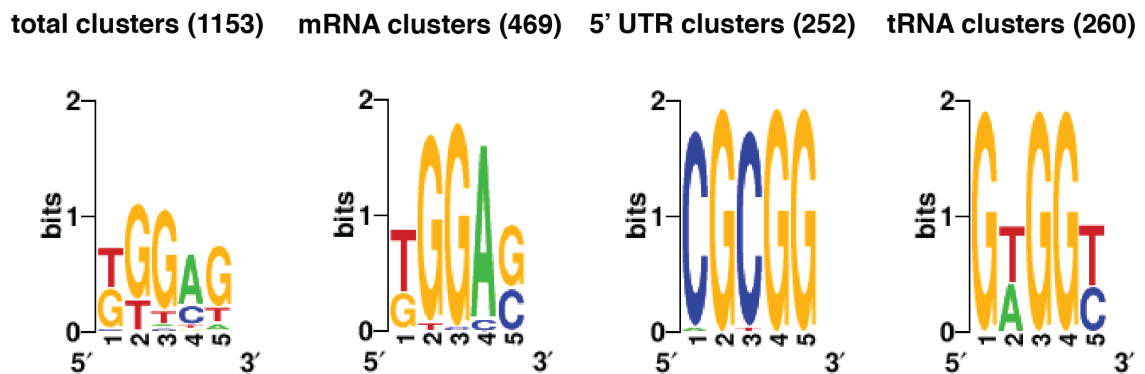 total clusters (1153) mRNA clusters (469) 5’ UTR clusters (252) tRNA clusters (260)
2 2 2 2
1 1 1 1
bits bits bits bits
0 0 0 0
T G G A G T G G A G C G C G G G T G G T
G T T C T G T C C A C
A A
1 2 3 4 5 1 2 3 4 5 1 2 3 4 5 1 2 3 4 5
5′ 3′ 5′ 3′ 5′ 3′ 5′ 3′